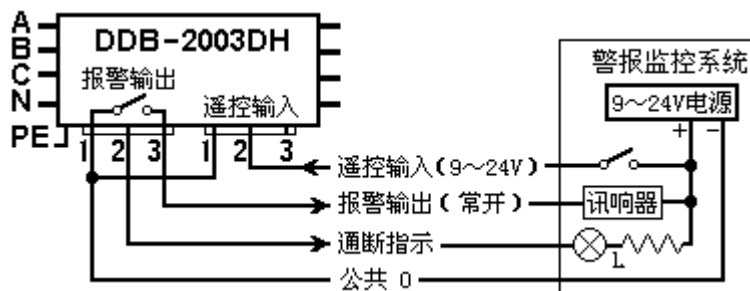 A
B
C
N
PE
DDB-2003DH
报警输出
遥控输入
1 2 3
1 2 3
警报监控系统
9～24V电源
+ −
遥控输入(9～24V)
报警输出(常开)
讯响器
通断指示
L
公共 0